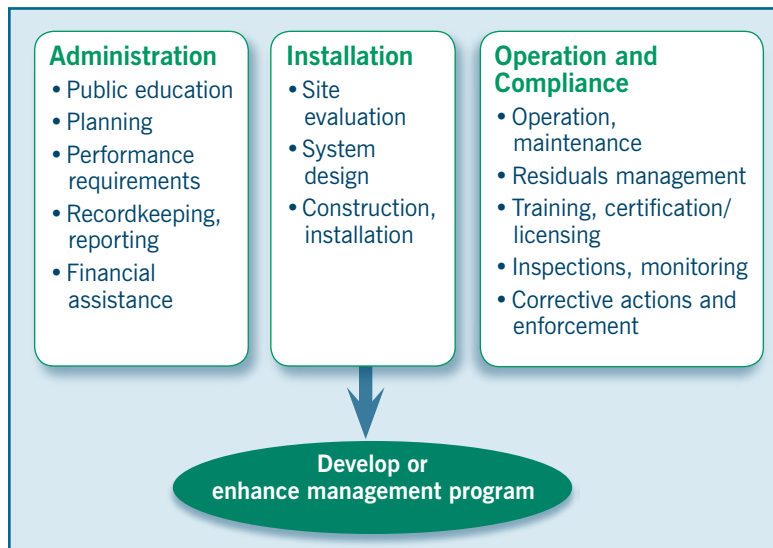 Administration
• Public education
• Planning
• Performance
requirements
• Recordkeeping,
reporting
• Financial
assistance
Installation
• Site
evaluation
• System
design
• Construction,
installation
Operation and
Compliance
• Operation,
maintenance
• Residuals management
• Training, certification/
licensing
• Inspections, monitoring
• Corrective actions and
enforcement
Develop or
enhance management program